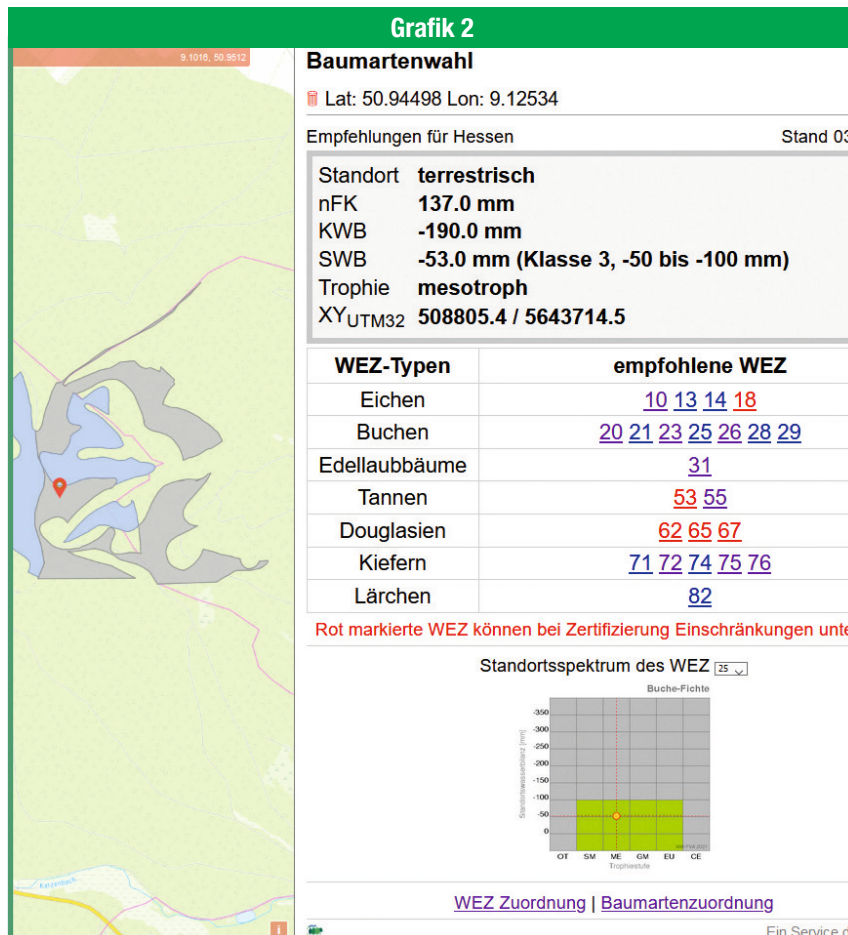 Grafik 2
9.1016, 50.9512
Baumartenwahl
Lat: 50.94498 Lon: 9.12534
Empfehlungen für Hessen Stand 03
Standort terrestrisch
nFK 137.0 mm
KWB -190.0 mm
SWB -53.0 mm (Klasse 3, -50 bis -100 mm)
Trophie mesotroph
XYUTM32 508805.4 / 5643714.5
WEZ-Typen empfohlene WEZ
Eichen 10 13 14 18
Buchen 20 21 23 25 26 28 29
Edellaubbäume 31
Tannen 53 55
Douglasien 62 65 67
Kiefern 71 72 74 75 76
Lärchen 82
Rot markierte WEZ können bei Zertifizierung Einschränkungen unte
Standortsspektrum des WEZ 25
Buche-Fichte
Standortswasserbilanz [mm]
-350
-300
-250
-200
-150
-100
-50
0
OT SM ME GM EU CE
Trophiestufe
Katzenbach
WEZ Zuordnung | Baumartenzuordnung
i
Ein Service d